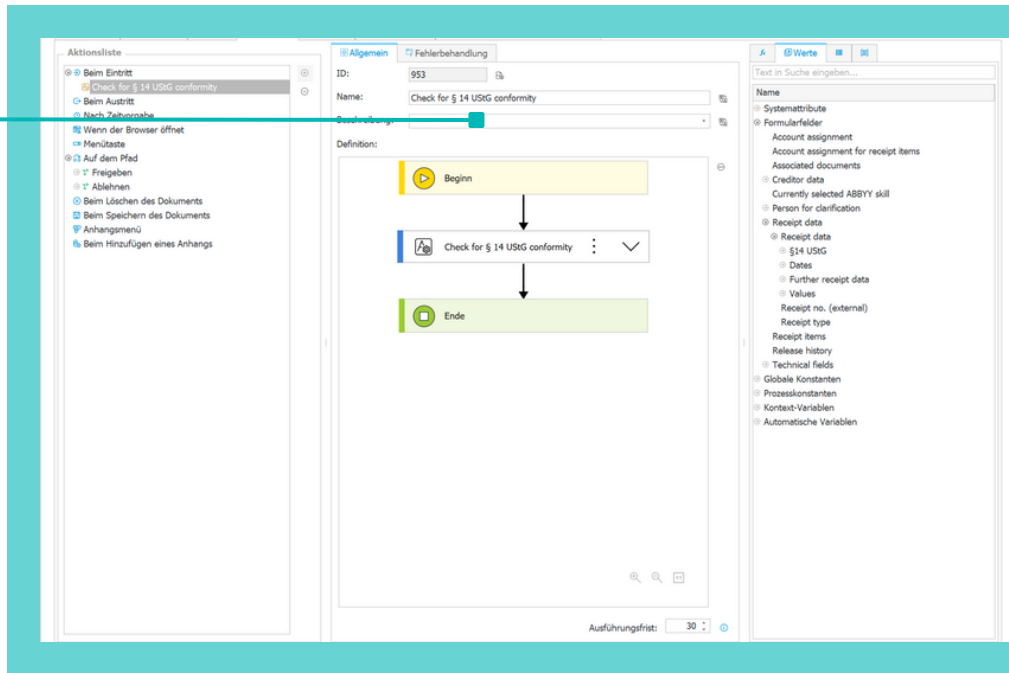 Aktionsliste
Beim Eintritt
Check for § 14 UStG conformity
Beim Austritt
Nach Zeitvorgabe
Wenn der Browser öffnet
Menütaste
Auf dem Pfad
Freigeben
Ablehnen
Beim Löschen des Dokuments
Beim Speichern des Dokuments
Anhangsmenü
Beim Hinzufügen eines Anhangs
Allgemein
Fehlerbehandlung
ID:
953
Name:
Check for § 14 UStG conformity
Beschreibung:
Definition:
Beginn
Check for § 14 UStG conformity
Ende
Ausführungsfrist:
30
Werte
Text in Suche eingeben...
Name
Systemattribute
Formularfelder
Account assignment
Account assignment for receipt items
Associated documents
Creditor data
Currently selected ABBYY skill
Person for clarification
Receipt data
Receipt data
§14 UStG
Dates
Further receipt data
Values
Receipt no. (external)
Receipt type
Receipt items
Release history
Technical fields
Globale Konstanten
Prozesskonstanten
Kontext-Variablen
Automatische Variablen